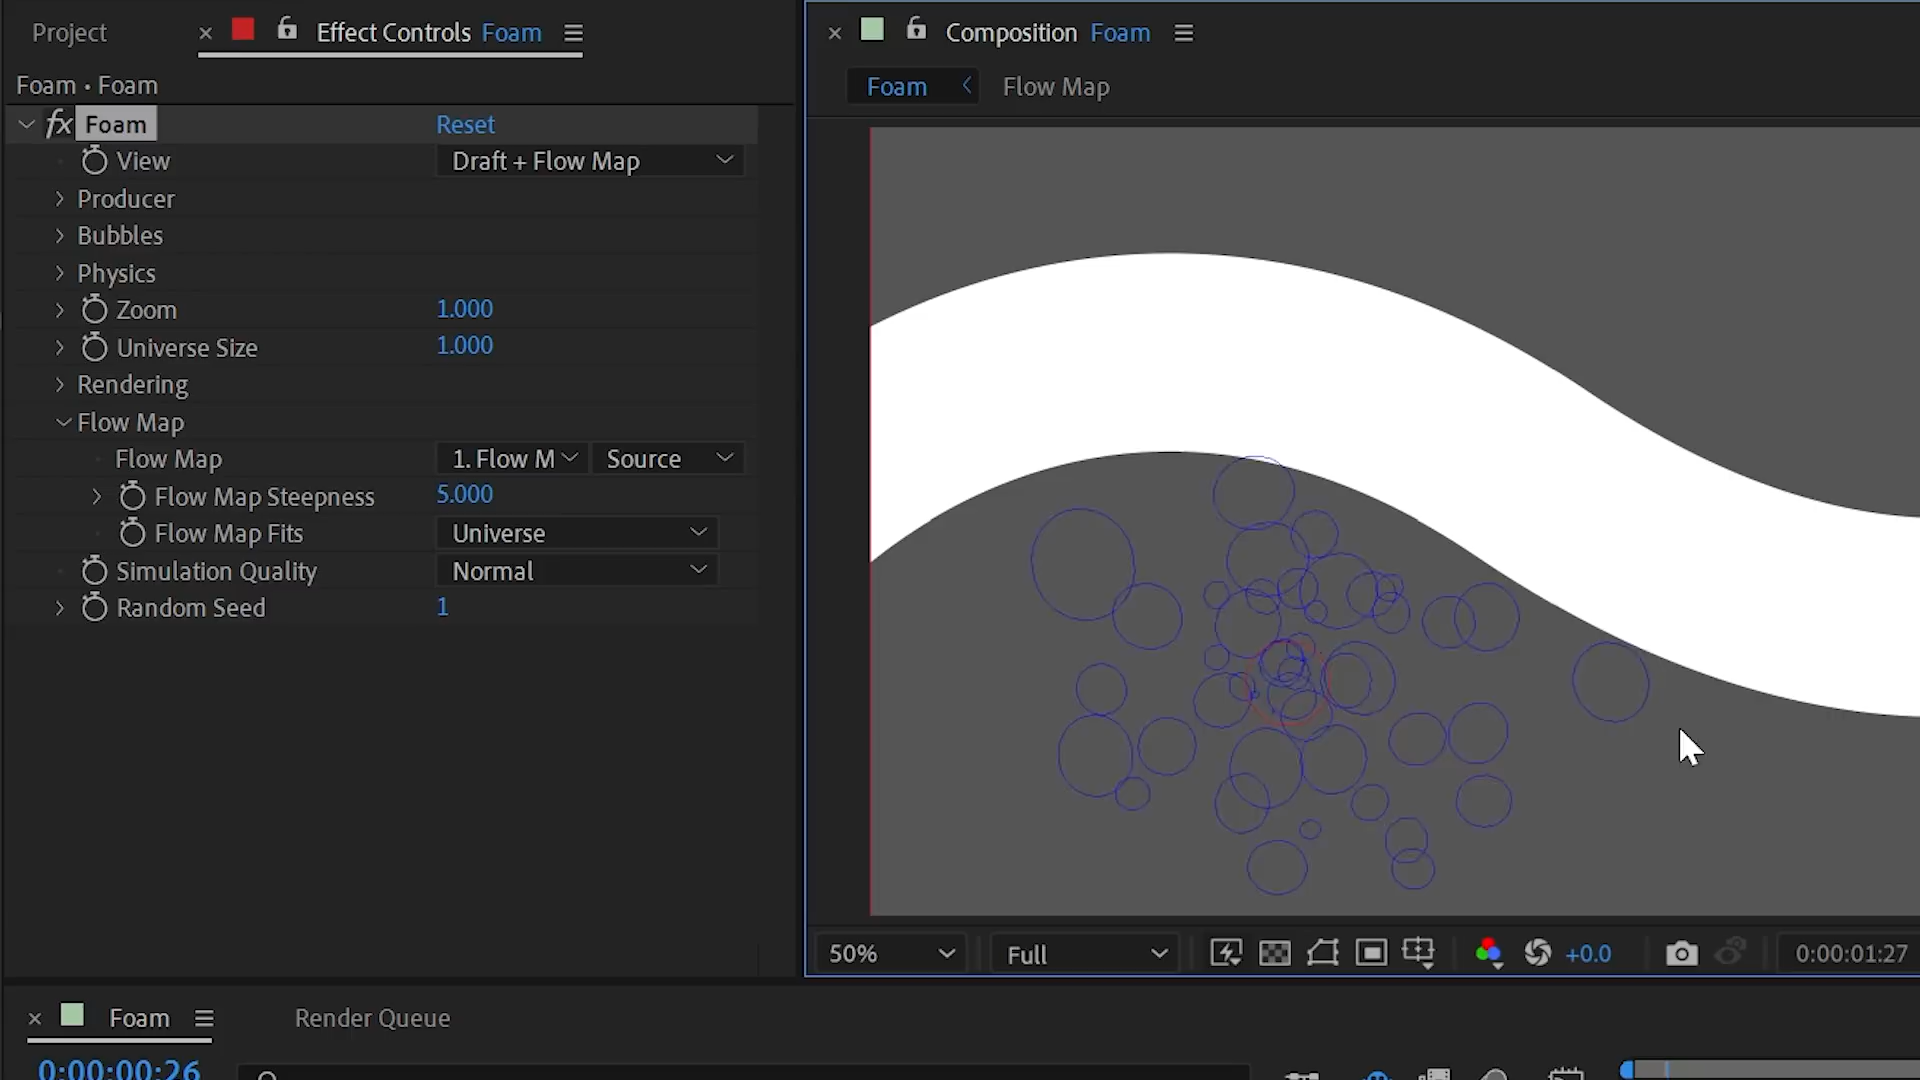 Project
Effect Controls Foam
Foam • Foam
fx Foam Reset
View Draft + Flow Map
Producer
Bubbles
Physics
Zoom 1.000
Universe Size 1.000
Rendering
Flow Map
Flow Map 1. Flow M Source
Flow Map Steepness 5.000
Flow Map Fits Universe
Simulation Quality Normal
Random Seed 1
Composition Foam
Foam Flow Map
50% Full +0.0 0:00:01:27
Foam Render Queue
0:00:00:26